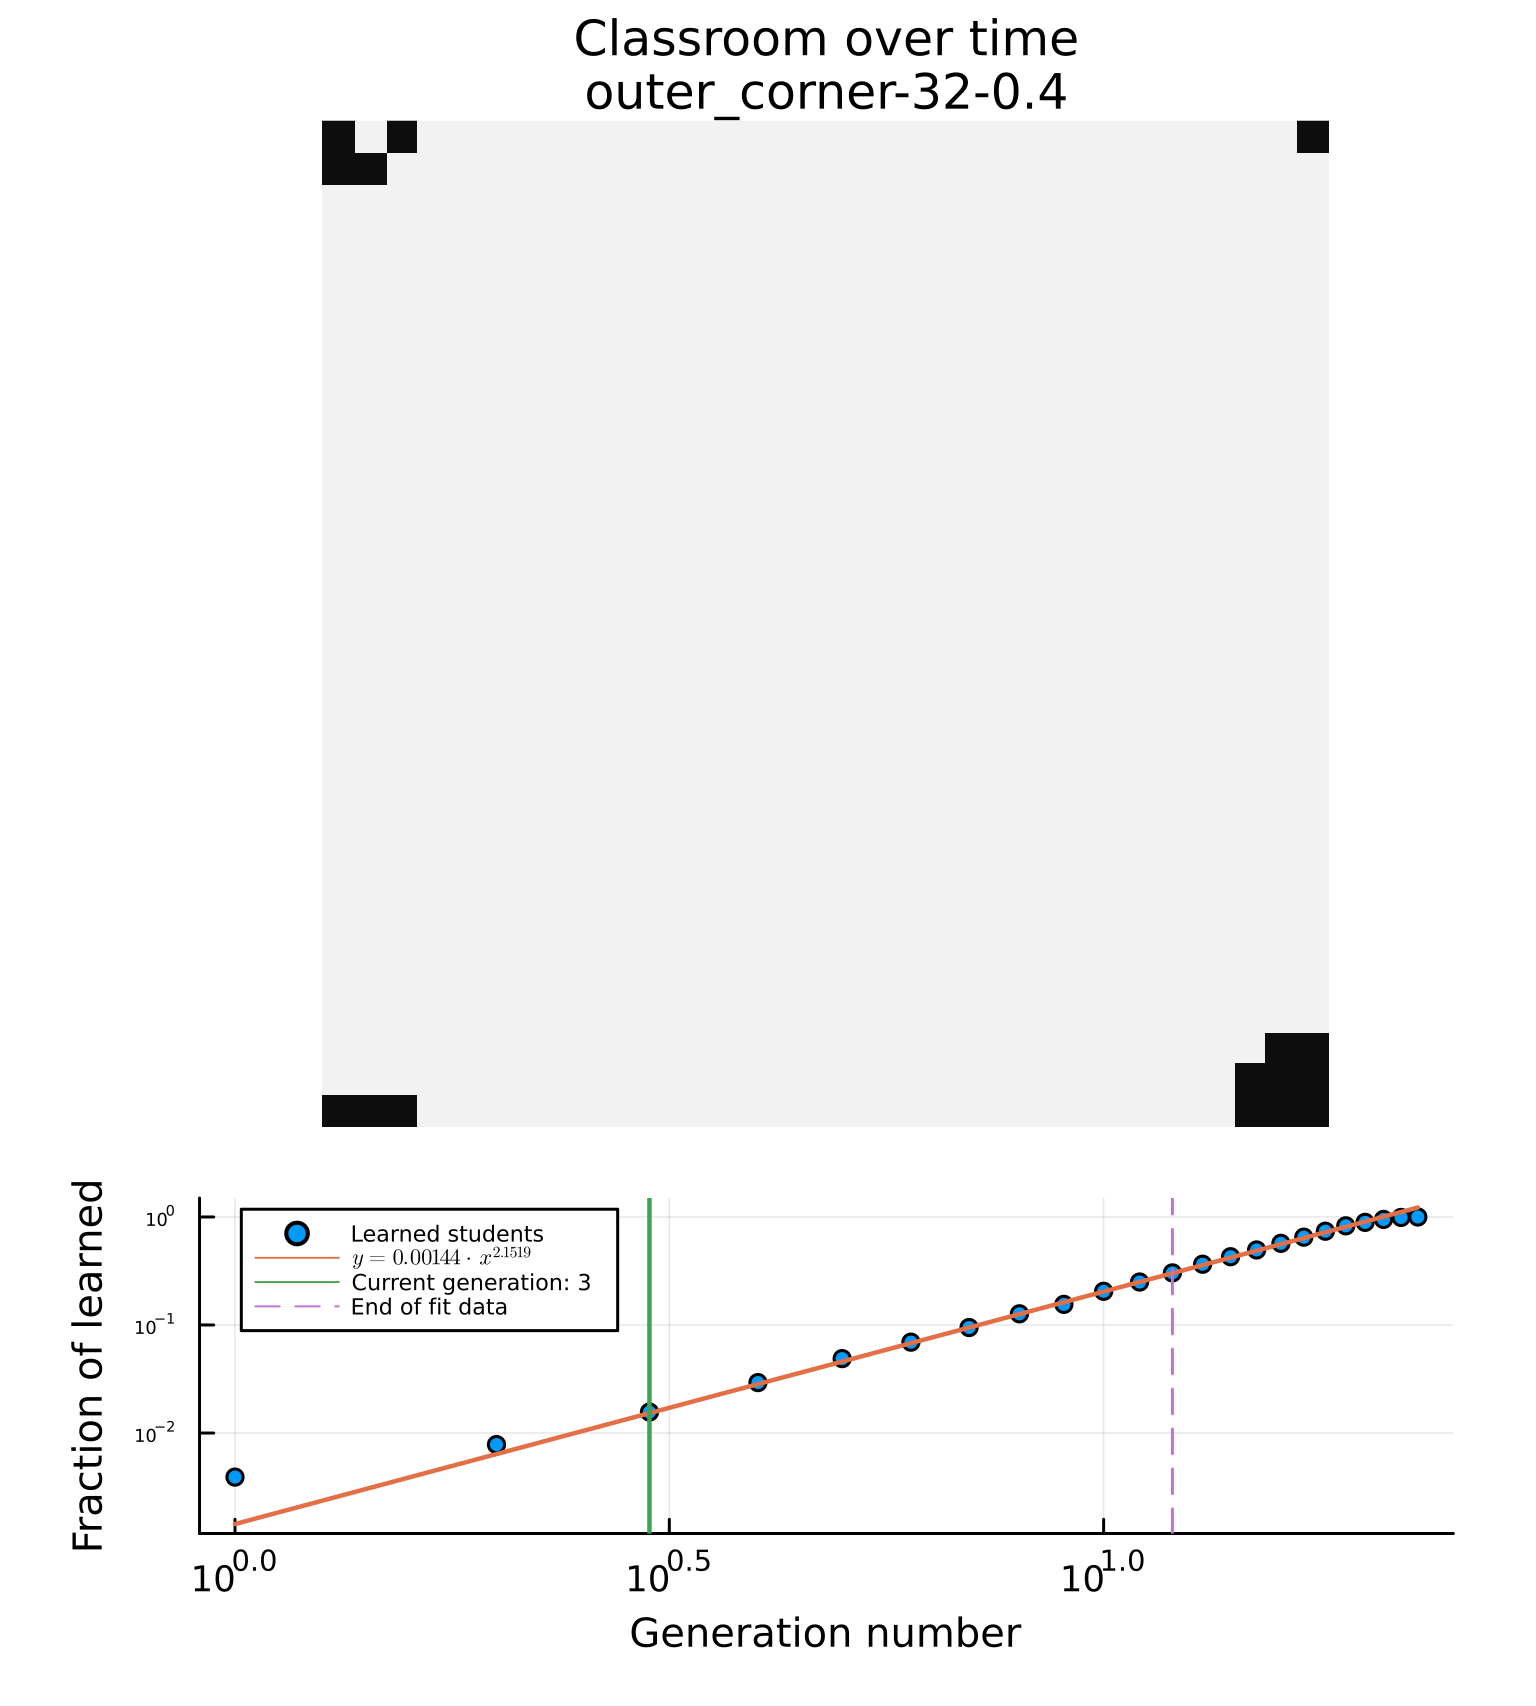 Classroom over time
outer_corner-32-0.4
Fraction of learned
10⁰
10⁻¹
10⁻²
Learned students
y = 0.00144 · x^2.1519
Current generation: 3
End of fit data
10^0.0
10^0.5
10^1.0
Generation number